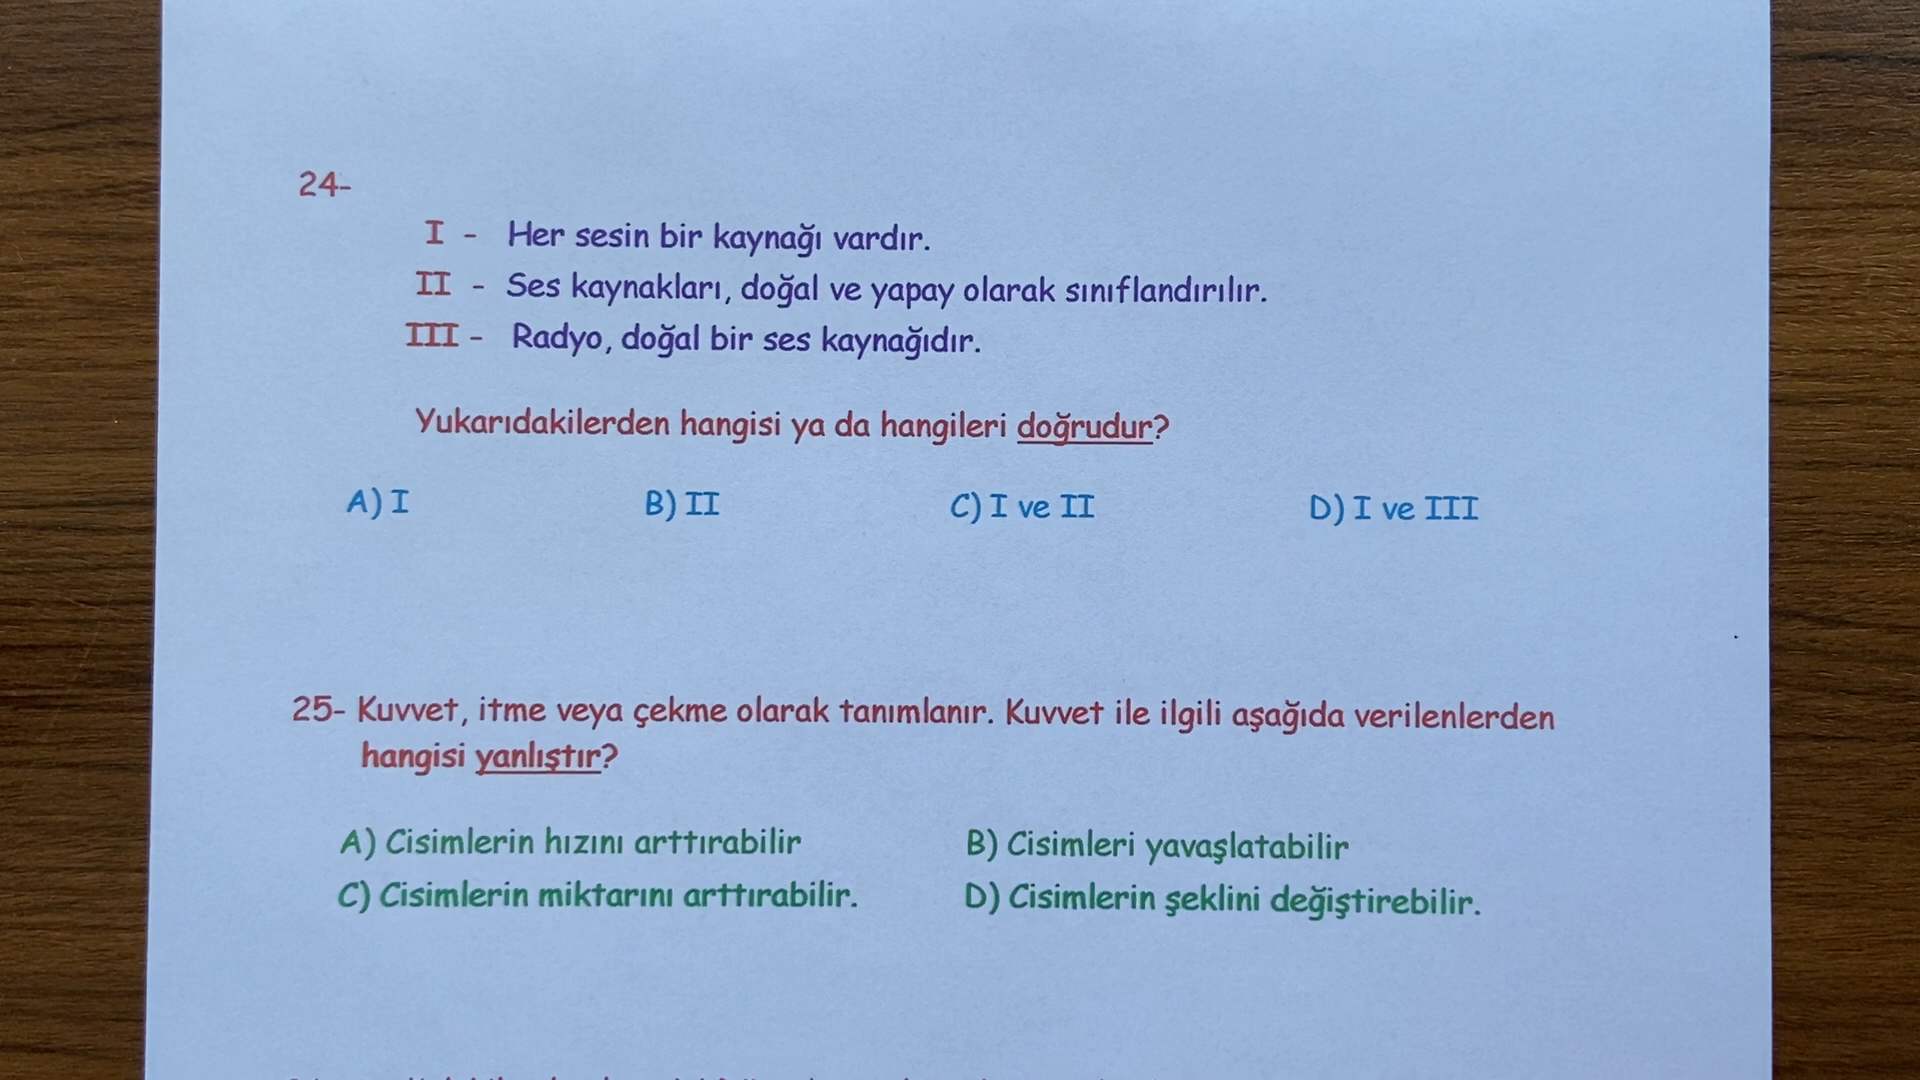 24-
I - Her sesin bir kaynağı vardır.
II - Ses kaynakları, doğal ve yapay olarak sınıflandırılır.
III - Radyo, doğal bir ses kaynağıdır.
Yukarıdakilerden hangisi ya da hangileri doğrudur?
A) I B) II C) I ve II D) I ve III
25- Kuvvet, itme veya çekme olarak tanımlanır. Kuvvet ile ilgili aşağıda verilenlerden
hangisi yanlıştır?
A) Cisimlerin hızını arttırabilir B) Cisimleri yavaşlatabilir
C) Cisimlerin miktarını arttırabilir. D) Cisimlerin şeklini değiştirebilir.